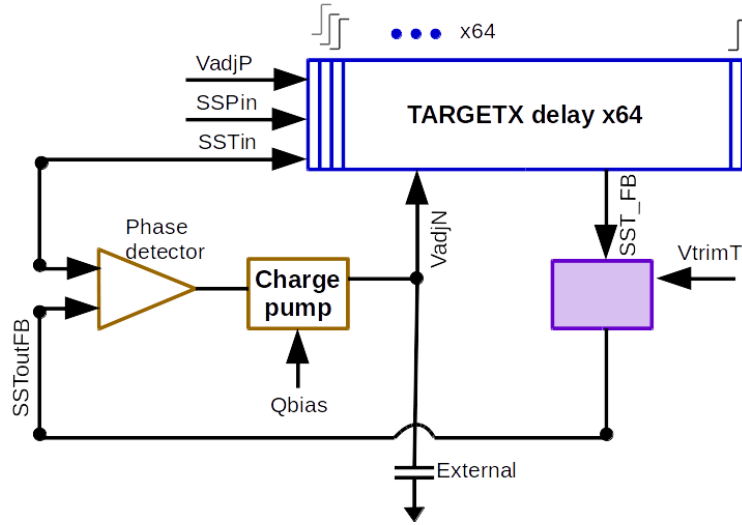 x64
VadjP
SSPin
SSTin
TARGETX delay x64
Phase
detector
Charge
pump
VadjN
SST_FB
VtrimT
SSToutFB
Qbias
External